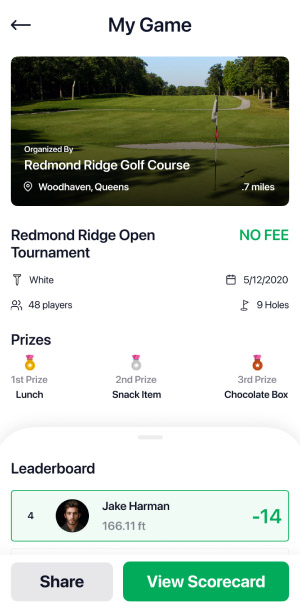 My Game
Organized By
Redmond Ridge Golf Course
Woodhaven, Queens
.7 miles
Redmond Ridge Open
Tournament
NO FEE
White
5/12/2020
48 players
9 Holes
Prizes
1st Prize
2nd Prize
3rd Prize
Lunch
Snack Item
Chocolate Box
Leaderboard
4
Jake Harman
166.11 ft
-14
Share
View Scorecard